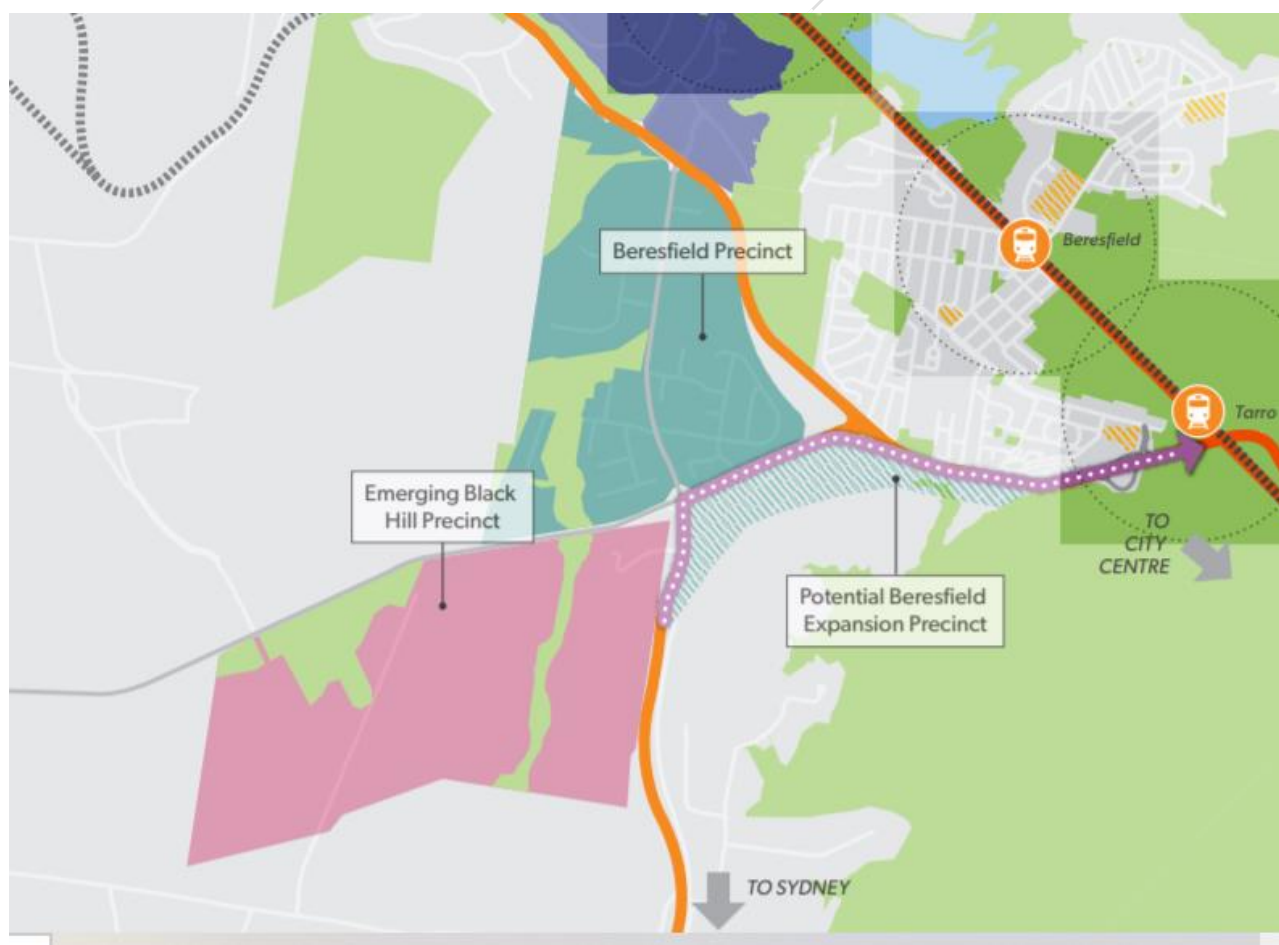 Beresfield
Beresfield Precinct
Tarro
Emerging Black
Hill Precinct
TO
CITY
CENTRE
Potential Beresfield
Expansion Precinct
TO SYDNEY